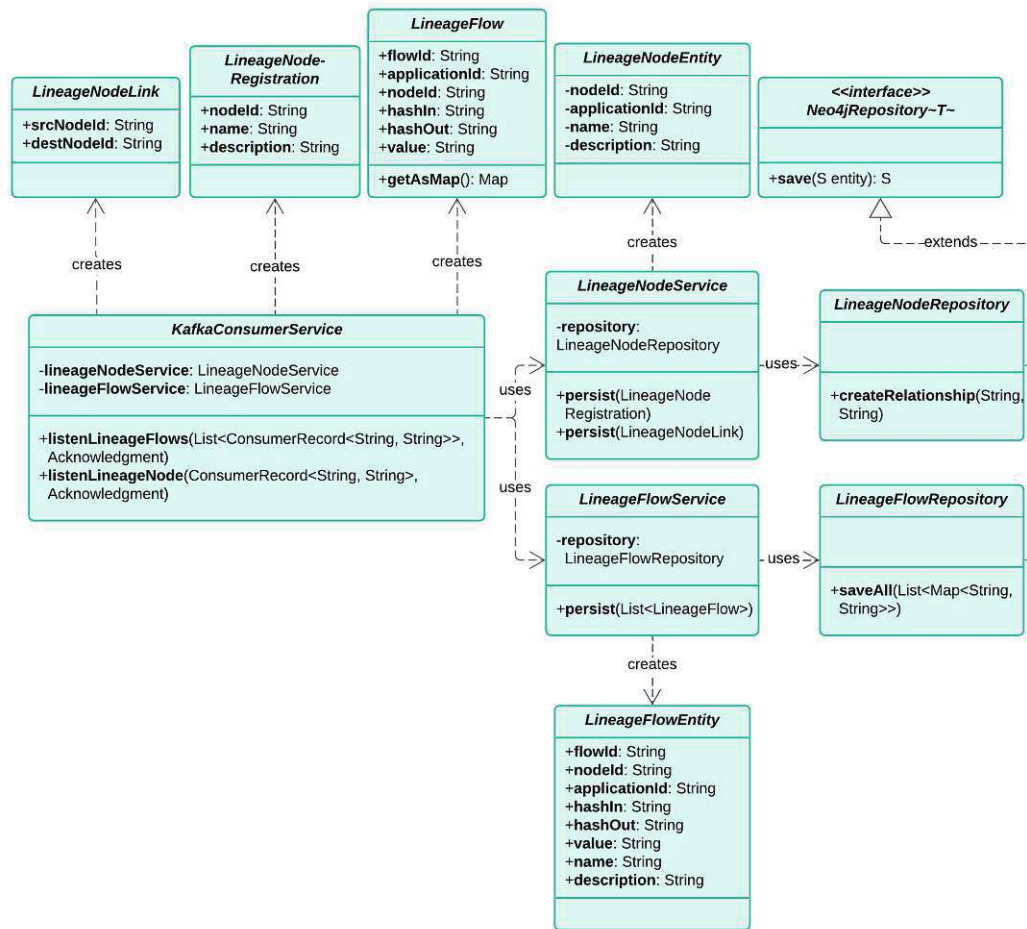 LineageNodeLink
+srcNodeId: String
+destNodeId: String
LineageNode-
Registration
+nodeId: String
+name: String
+description: String
LineageFlow
+flowId: String
+applicationId: String
+nodeId: String
+hashIn: String
+hashOut: String
+value: String
+getAsMap(): Map
LineageNodeEntity
-nodeId: String
-applicationId: String
-name: String
-description: String
<<interface>>
Neo4jRepository~T~
+save(S entity): S
creates
creates
creates
creates
extends
KafkaConsumerService
-lineageNodeService: LineageNodeService
-lineageFlowService: LineageFlowService
+listenLineageFlows(List<ConsumerRecord<String, String>>,
Acknowledgment)
+listenLineageNode(ConsumerRecord<String, String>,
Acknowledgment)
uses
uses
LineageNodeService
-repository:
LineageNodeRepository
+persist(LineageNode
Registration)
+persist(LineageNodeLink)
uses
LineageNodeRepository
+createRelationship(String,
String)
LineageFlowService
-repository:
LineageFlowRepository
+persist(List<LineageFlow>)
uses
LineageFlowRepository
+saveAll(List<Map<String,
String>>)
creates
LineageFlowEntity
+flowId: String
+nodeId: String
+applicationId: String
+hashIn: String
+hashOut: String
+value: String
+name: String
+description: String